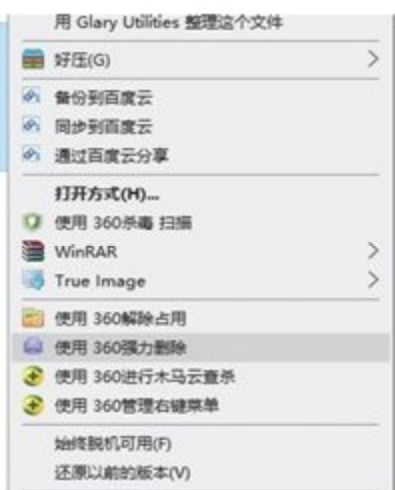 用 Glary Utilities 整理这个文件
好压(G)
备份到百度云
同步到百度云
通过百度云分享
打开方式(H)...
使用 360杀毒 扫描
WinRAR
True Image
使用 360解除占用
使用 360强力删除
使用 360进行木马云查杀
使用 360管理右键菜单
始终脱机可用(F)
还原以前的版本(V)